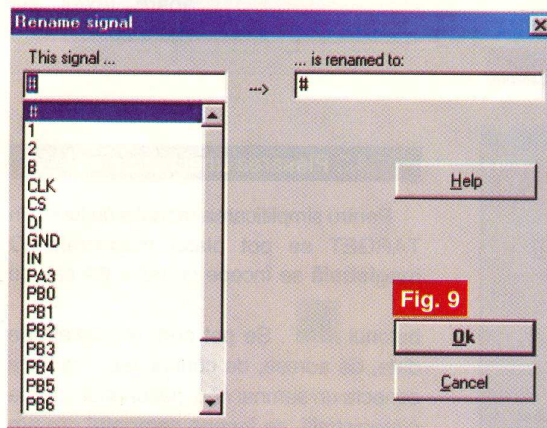 Rename signal
This signal ...
... is renamed to:
#
--->
#
#
1
2
B
CLK
CS
DI
GND
IN
PA3
PB0
PB1
PB2
PB3
PB4
PB5
PB6
Help
Fig. 9
Ok
Cancel